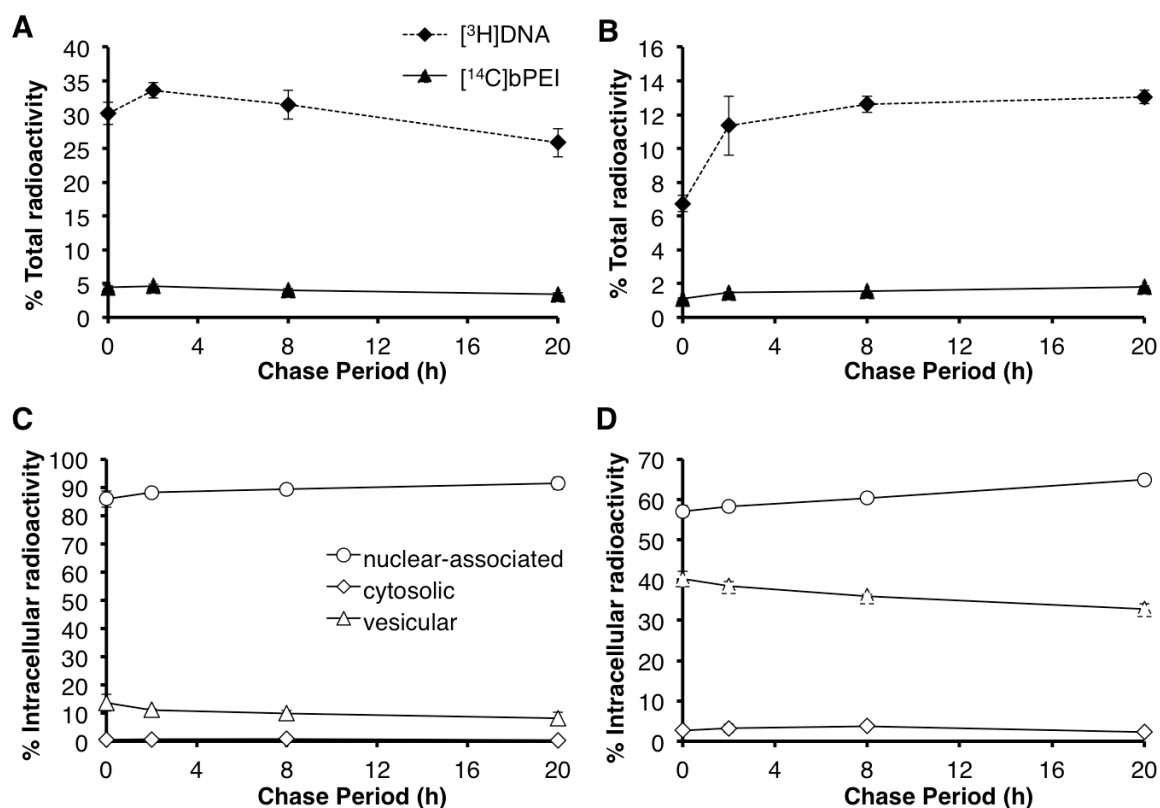 A
[³H]DNA
[¹⁴C]bPEI
% Total radioactivity
40
35
30
25
20
15
10
5
0
0 4 8 12 16 20
Chase Period (h)
B
% Total radioactivity
16
14
12
10
8
6
4
2
0
0 4 8 12 16 20
Chase Period (h)
C
% Intracellular radioactivity
100
90
80
70
60
50
40
30
20
10
0
nuclear-associated
cytosolic
vesicular
0 4 8 12 16 20
Chase Period (h)
D
% Intracellular radioactivity
70
60
50
40
30
20
10
0
0 4 8 12 16 20
Chase Period (h)